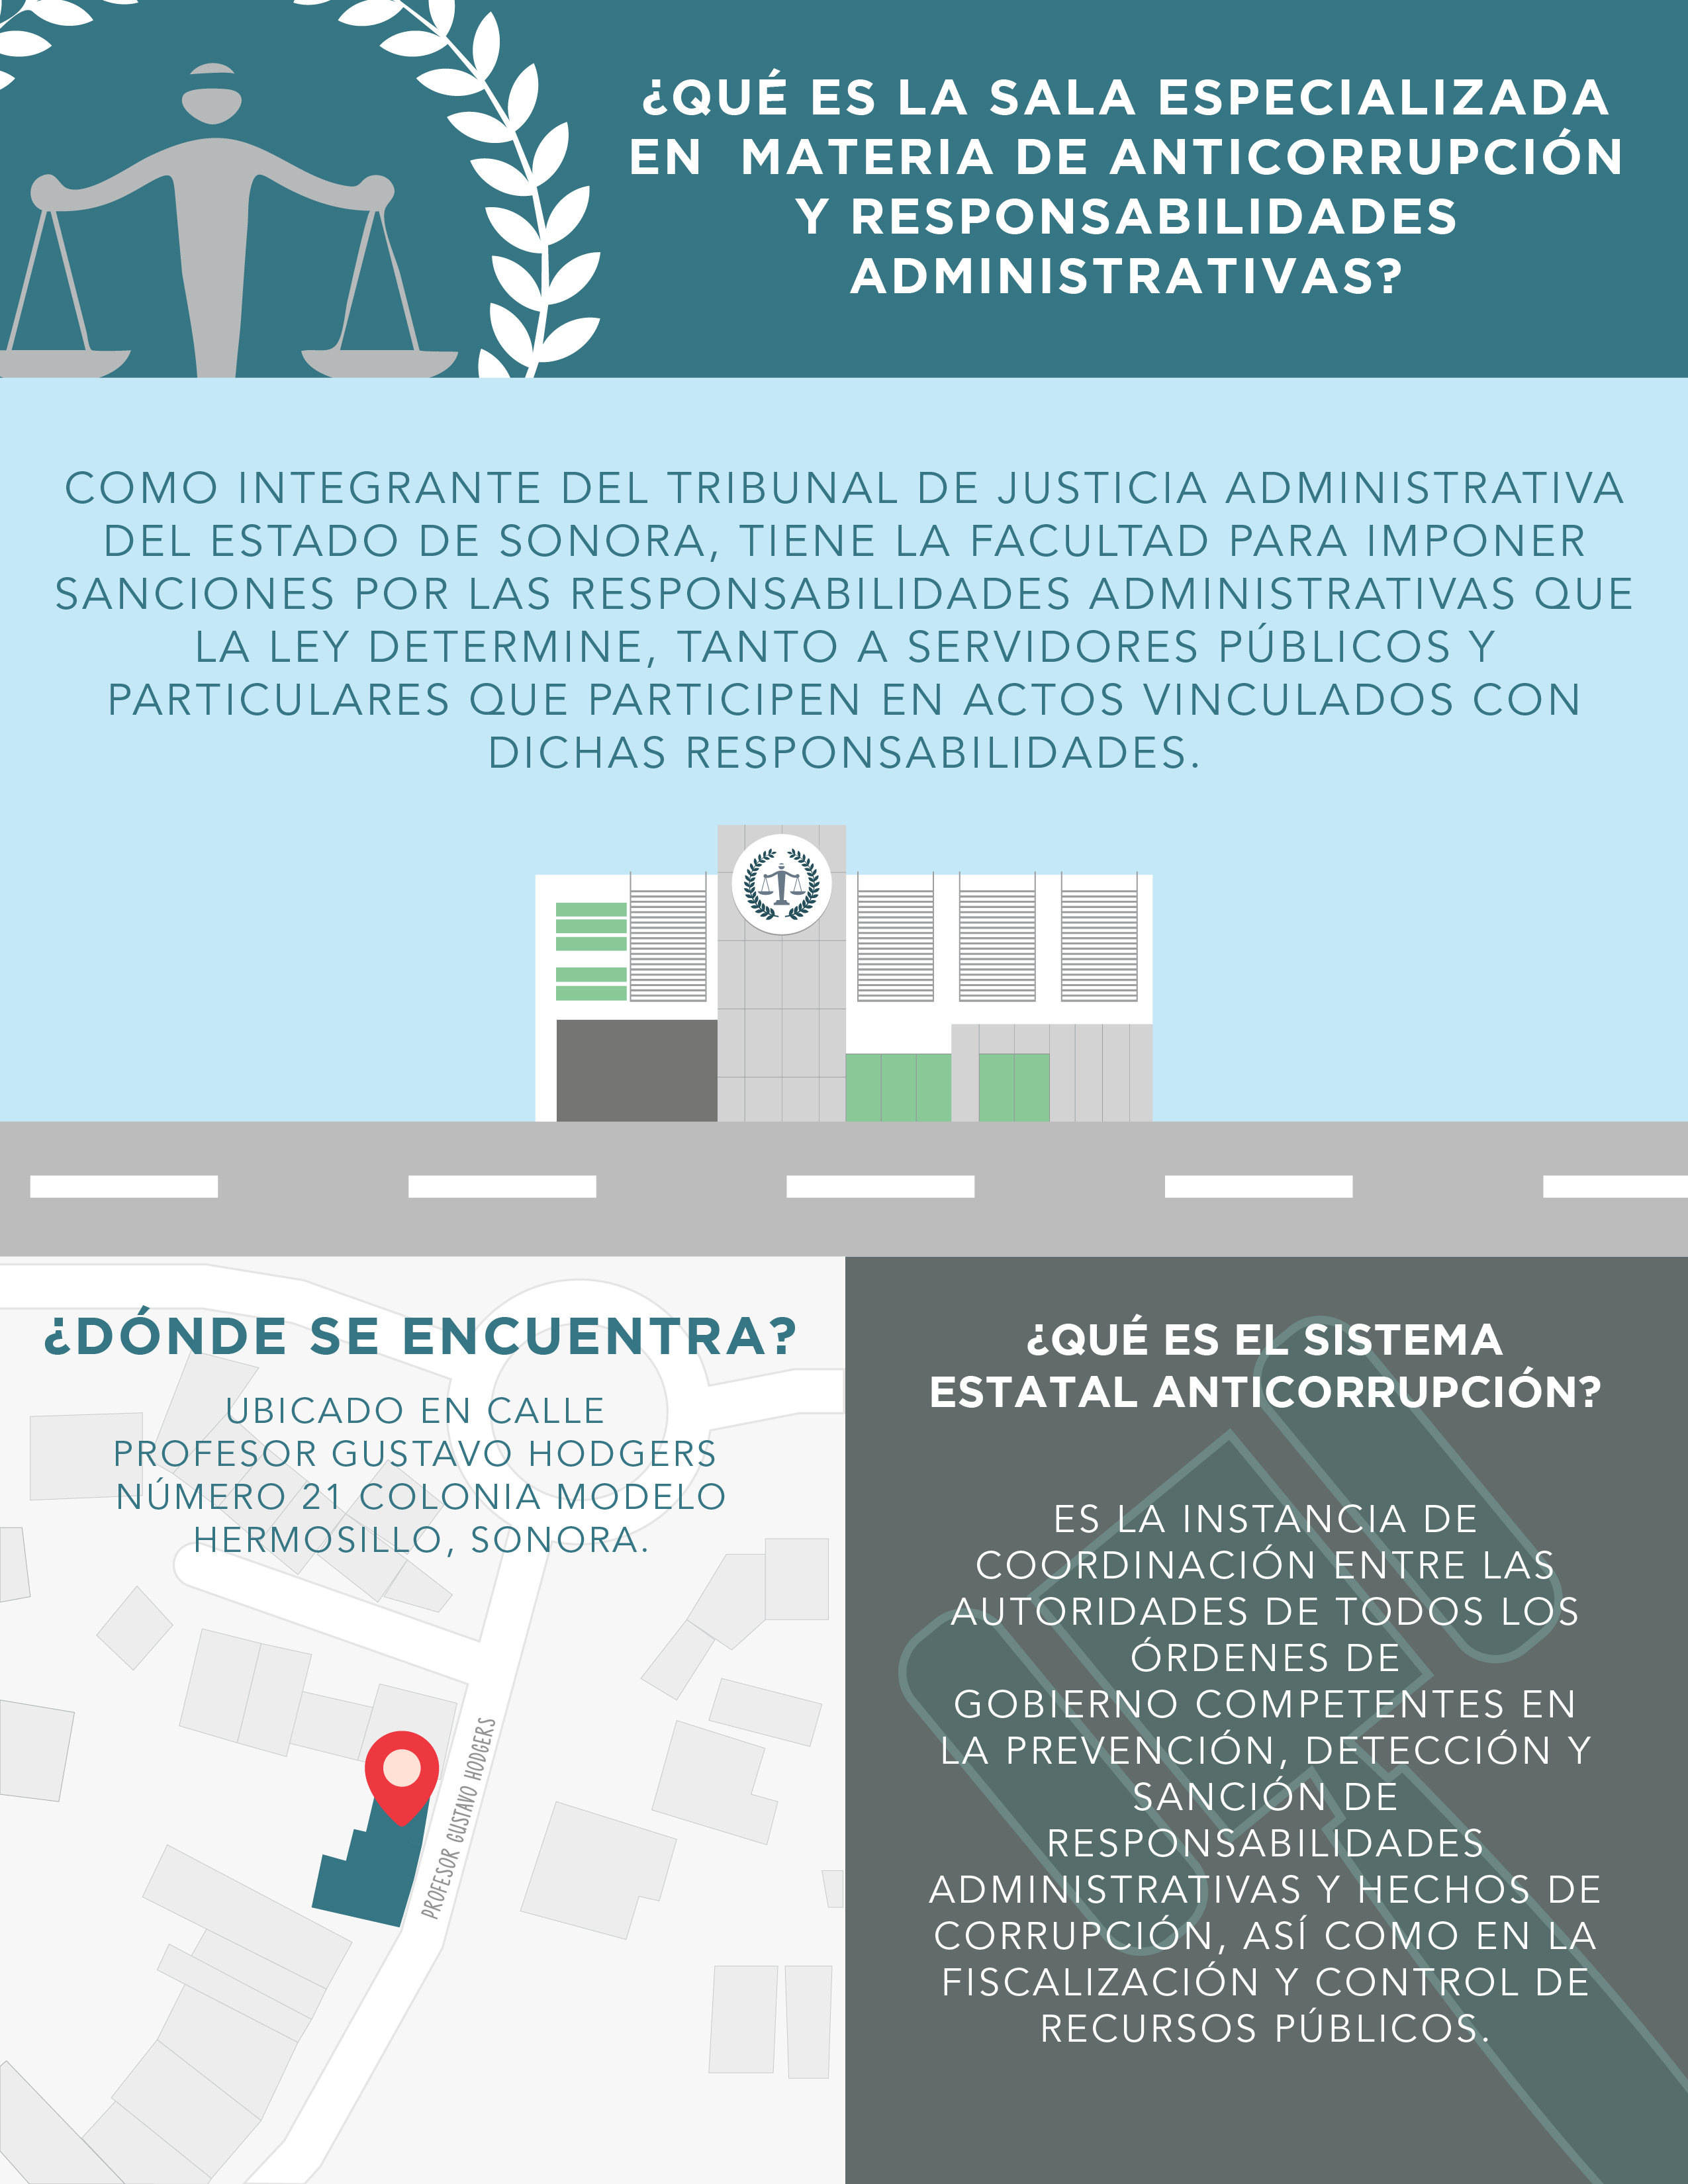 ¿QUÉ ES LA SALA ESPECIALIZADA
EN MATERIA DE ANTICORRUPCIÓN
Y RESPONSABILIDADES
ADMINISTRATIVAS?
COMO INTEGRANTE DEL TRIBUNAL DE JUSTICIA ADMINISTRATIVA
DEL ESTADO DE SONORA, TIENE LA FACULTAD PARA IMPONER
SANCIONES POR LAS RESPONSABILIDADES ADMINISTRATIVAS QUE
LA LEY DETERMINE, TANTO A SERVIDORES PÚBLICOS Y
PARTICULARES QUE PARTICIPEN EN ACTOS VINCULADOS CON
DICHAS RESPONSABILIDADES.
¿DÓNDE SE ENCUENTRA?
UBICADO EN CALLE
PROFESOR GUSTAVO HODGERS
NÚMERO 21 COLONIA MODELO
HERMOSILLO, SONORA.
PROFESOR GUSTAVO HODGERS
¿QUÉ ES EL SISTEMA
ESTATAL ANTICORRUPCIÓN?
ES LA INSTANCIA DE
COORDINACIÓN ENTRE LAS
AUTORIDADES DE TODOS LOS
ÓRDENES DE
GOBIERNO COMPETENTES EN
LA PREVENCIÓN, DETECCIÓN Y
SANCIÓN DE
RESPONSABILIDADES
ADMINISTRATIVAS Y HECHOS DE
CORRUPCIÓN, ASÍ COMO EN LA
FISCALIZACIÓN Y CONTROL DE
RECURSOS PÚBLICOS.